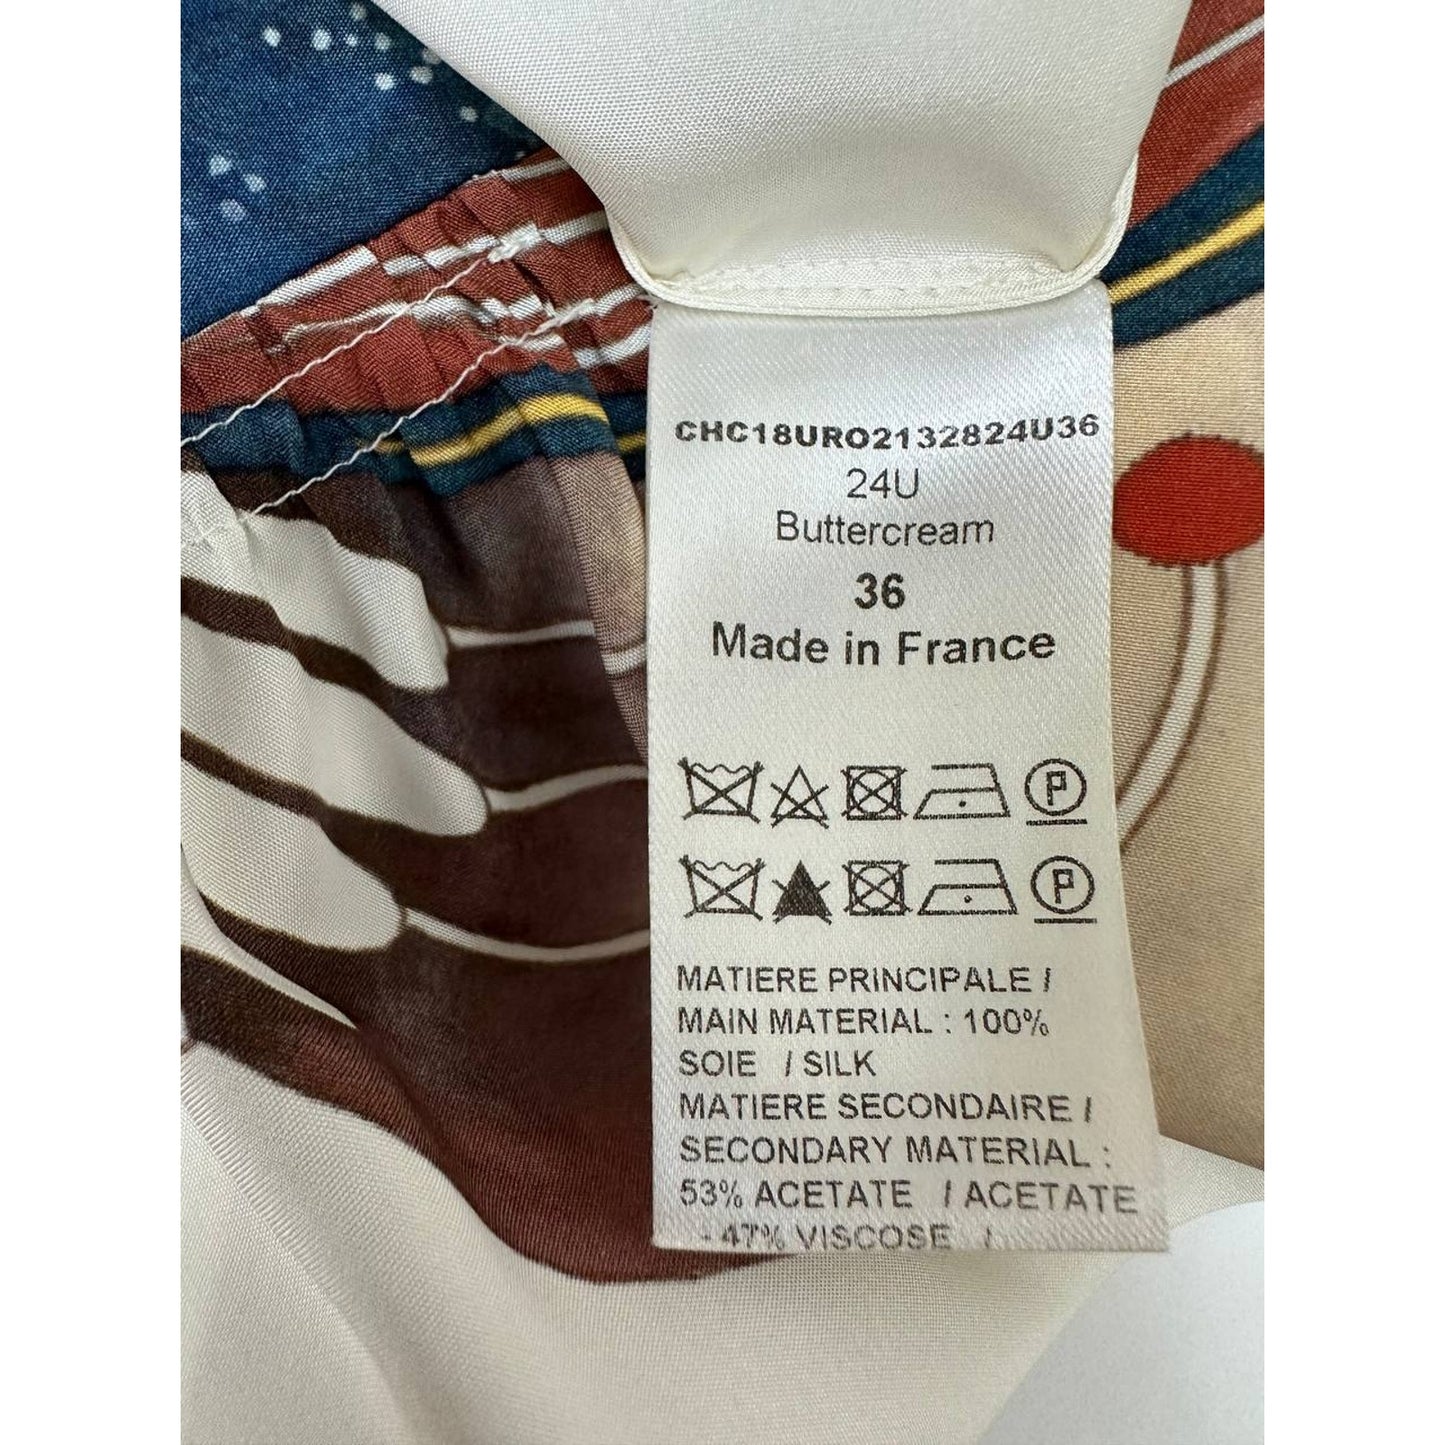 CHC18URO2132824U36
24U
Buttercream
36
Made in France
P
P
MATIERE PRINCIPALE /
MAIN MATERIAL : 100%
SOIE / SILK
MATIERE SECONDAIRE /
SECONDARY MATERIAL :
53% ACETATE / ACETATE
- 47% VISCOSE /